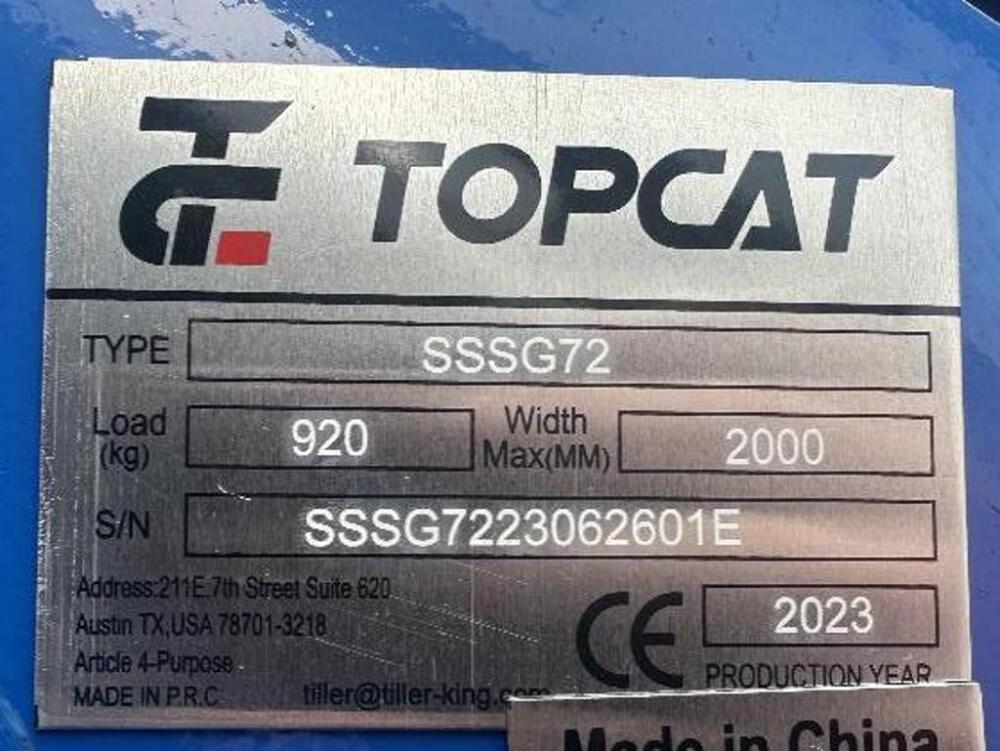 TOPCAT
TYPE SSSG72
Load (kg) 920 Width Max(MM) 2000
S/N SSSG7223062601E
Address:211E.7th Street Suite 620
Austin TX,USA 78701-3218
Article 4-Purpose
MADE IN P.R.C tiller@tiller-king.com
CE 2023
PRODUCTION YEAR
Made in China